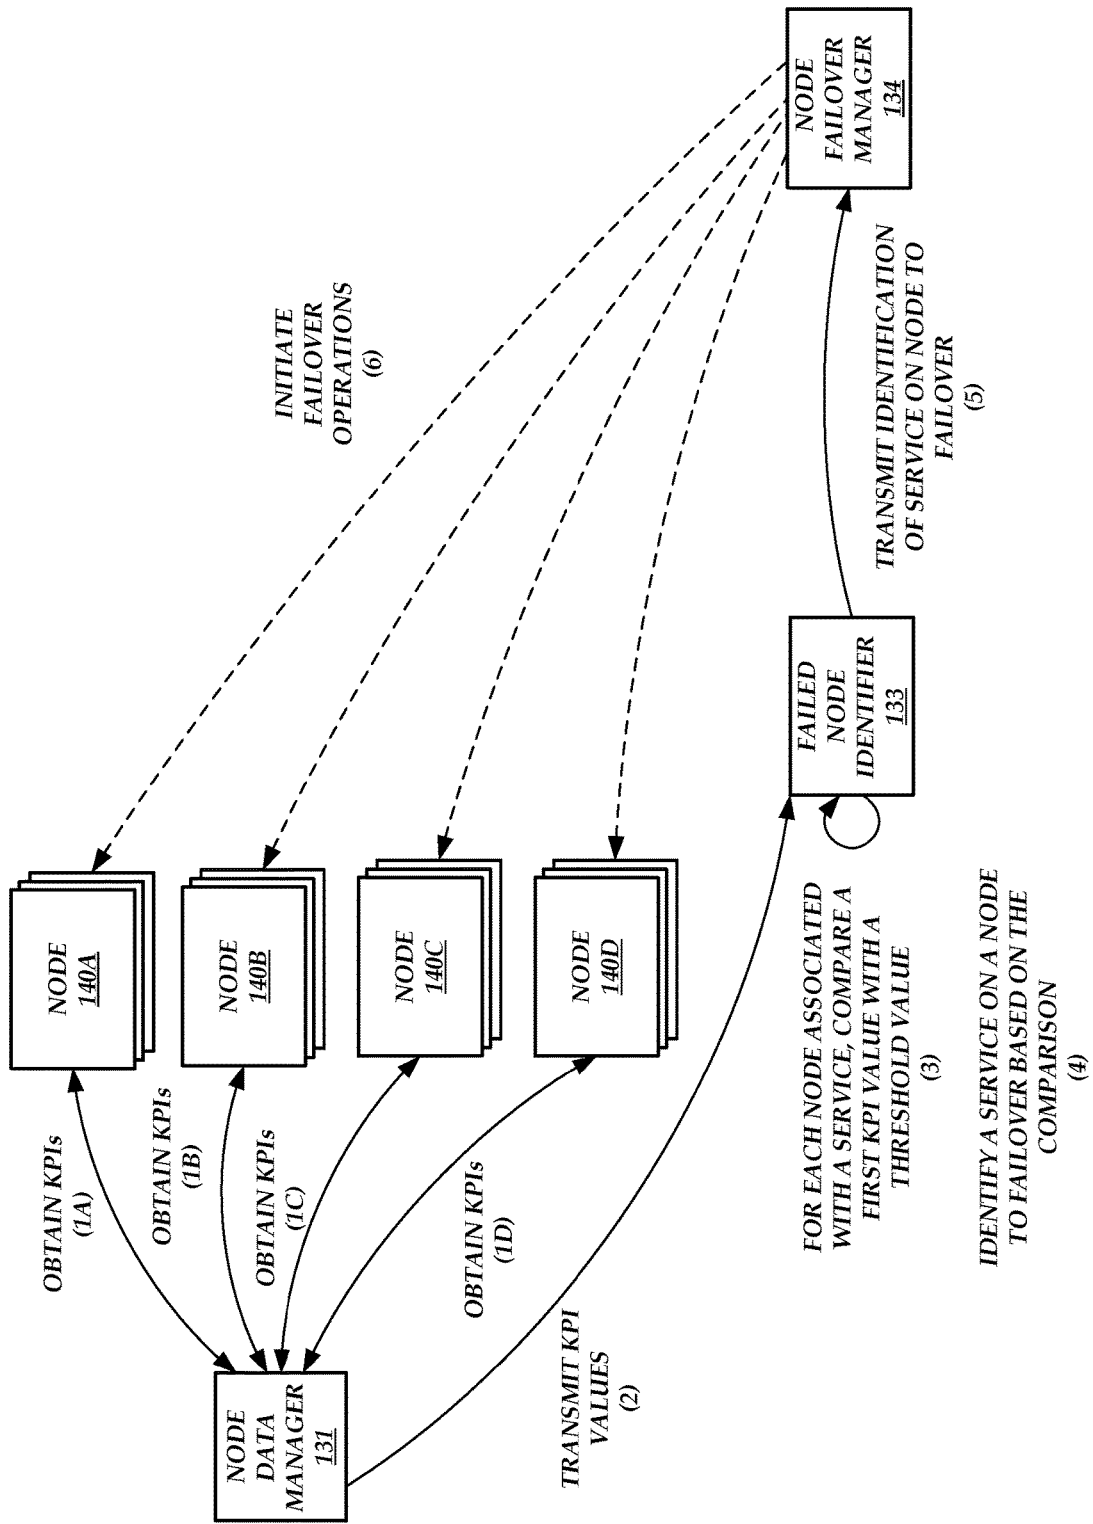 NODE
DATA
MANAGER
131
OBTAIN KPIs
(1A)
OBTAIN KPIs
(1B)
OBTAIN KPIs
(1C)
OBTAIN KPIs
(1D)
NODE
140A
NODE
140B
NODE
140C
NODE
140D
TRANSMIT KPI
VALUES
(2)
FOR EACH NODE ASSOCIATED
WITH A SERVICE, COMPARE A
FIRST KPI VALUE WITH A
THRESHOLD VALUE
(3)
IDENTIFY A SERVICE ON A NODE
TO FAILOVER BASED ON THE
COMPARISON
(4)
FAILED
NODE
IDENTIFIER
133
TRANSMIT IDENTIFICATION
OF SERVICE ON NODE TO
FAILOVER
(5)
NODE
FAILOVER
MANAGER
134
INITIATE
FAILOVER
OPERATIONS
(6)